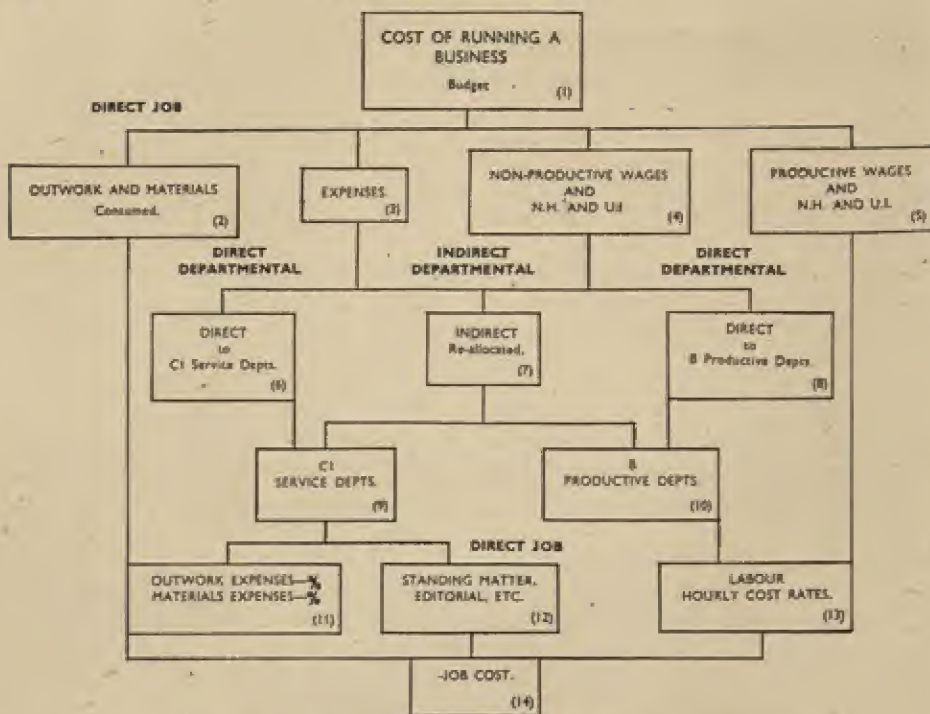 COST OF RUNNING A
BUSINESS
Budget
(1)
DIRECT JOB
OUTWORK AND MATERIALS
Consumed.
(2)
EXPENSES.
(3)
NON-PRODUCTIVE WAGES
AND
N.H. AND U.I
(4)
PRODUCTIVE WAGES
AND
N.H. AND U.I.
(5)
DIRECT
DEPARTMENTAL
INDIRECT
DEPARTMENTAL
DIRECT
DEPARTMENTAL
DIRECT
to
C1 Service Depts.
(6)
INDIRECT
Re-allocated.
(7)
DIRECT
to
B Productive Depts.
(8)
C1
SERVICE DEPTS.
(9)
B
PRODUCTIVE DEPTS.
(10)
DIRECT JOB
OUTWORK EXPENSES—%
MATERIALS EXPENSES—%
(11)
STANDING MATTER,
EDITORIAL, ETC.
(12)
LABOUR
HOURLY COST RATES.
(13)
JOB COST.
(14)